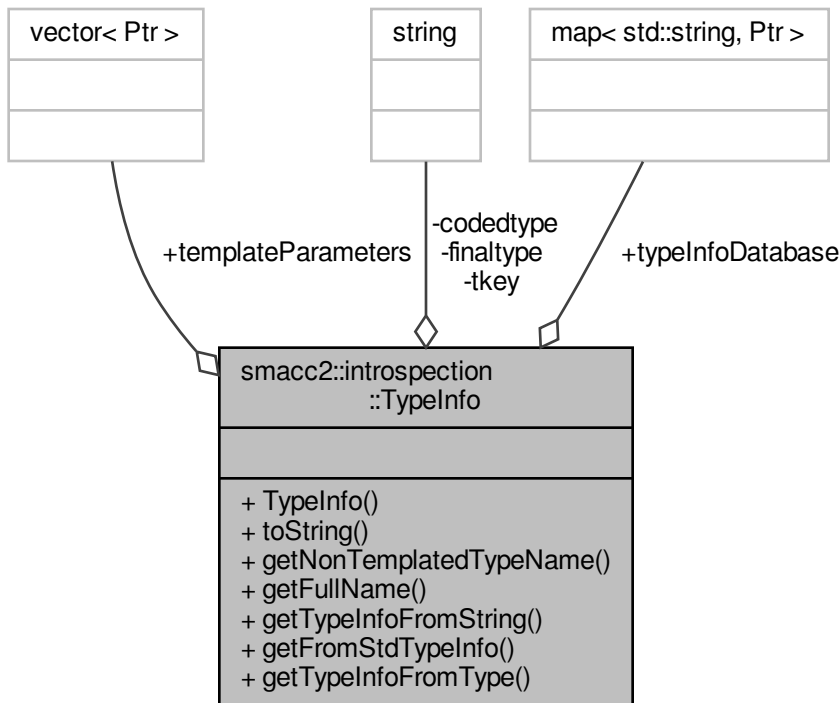 vector< Ptr >
string
map< std::string, Ptr >
+templateParameters
-codedtype
-finaltype
-tkey
+typeInfoDatabase
smacc2::introspection
::TypeInfo
+ TypeInfo()
+ toString()
+ getNonTemplatedTypeName()
+ getFullName()
+ getTypeInfoFromString()
+ getFromStdTypeInfo()
+ getTypeInfoFromType()